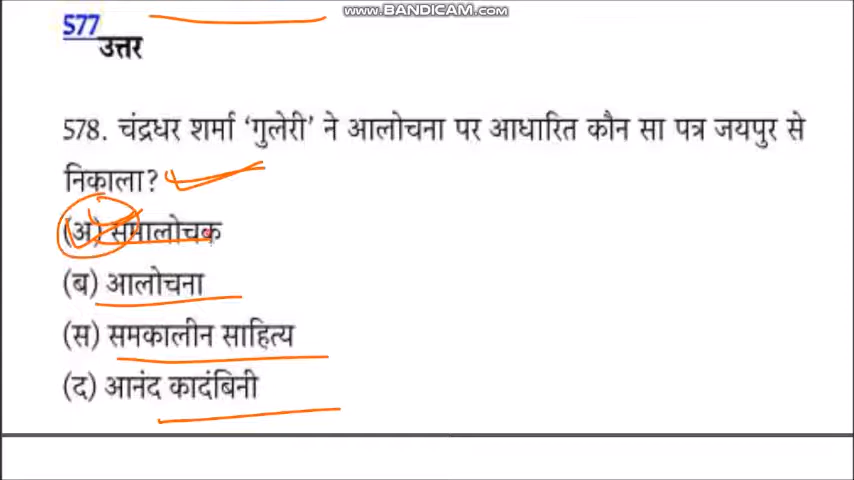 www.BANDICAM.com
577
उत्तर
578. चंद्रधर शर्मा ‘गुलेरी’ ने आलोचना पर आधारित कौन सा पत्र जयपुर से
निकाला?
(अ) समालोचक
(ब) आलोचना
(स) समकालीन साहित्य
(द) आनंद कादंबिनी